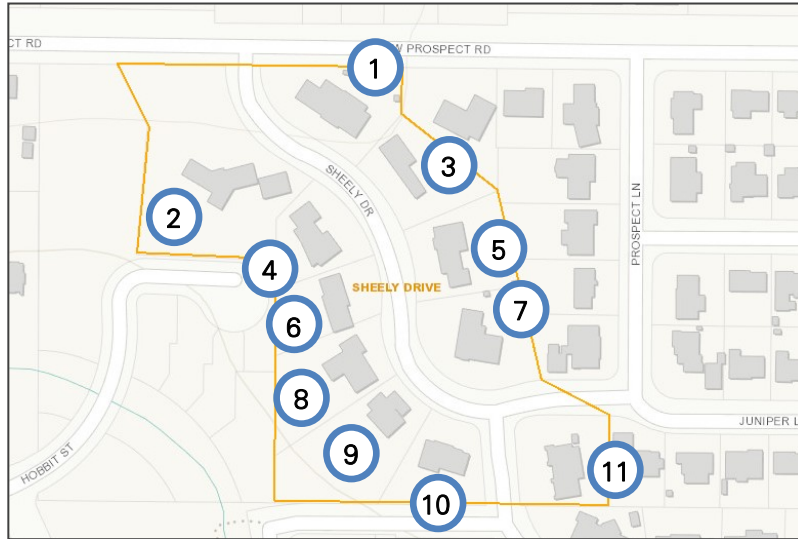 CT RD
W PROSPECT RD
1
3
SHEELY DR
PROSPECT LN
2
5
4
SHEELY DRIVE
7
6
8
JUNIPER L
9
HOBBIT ST
11
10